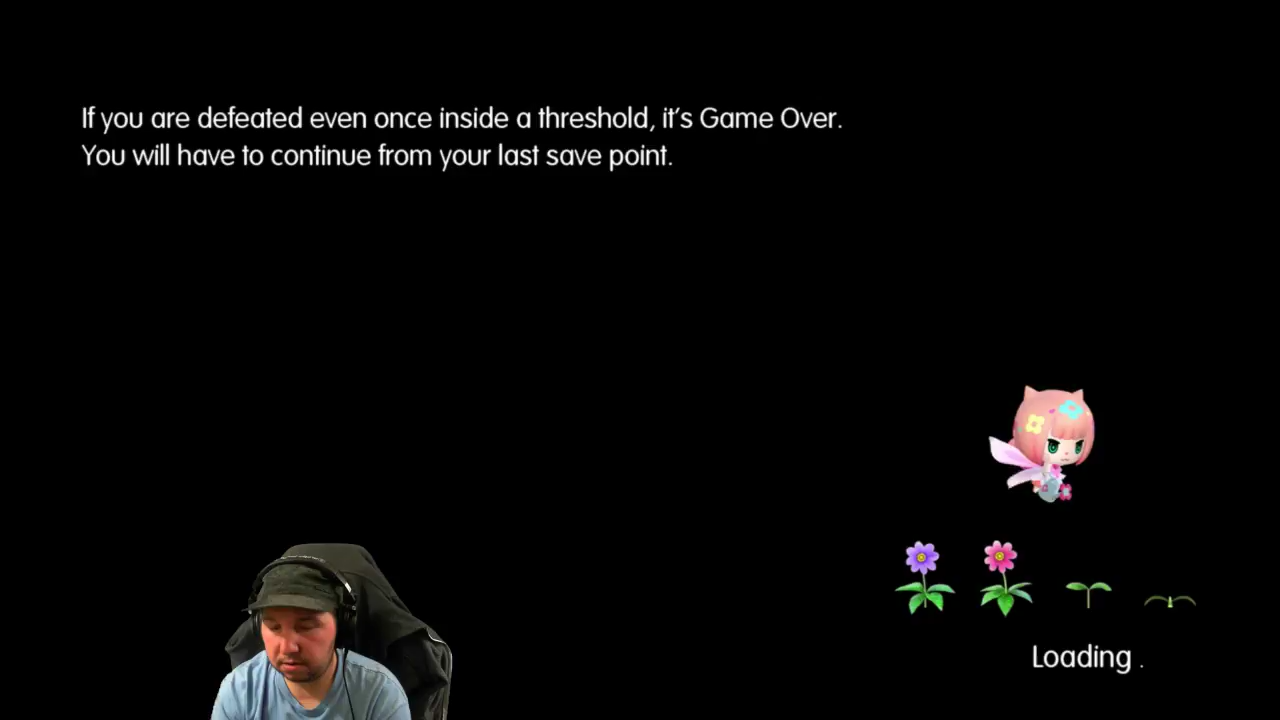 If you are defeated even once inside a threshold, it's Game Over.
You will have to continue from your last save point.
Loading .